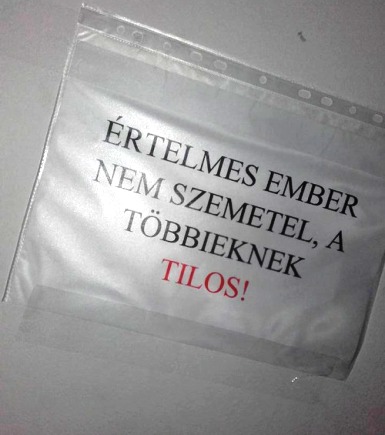 ÉRTELMES EMBER
NEM SZEMETEL, A
TÖBBIEKNEK
TILOS!